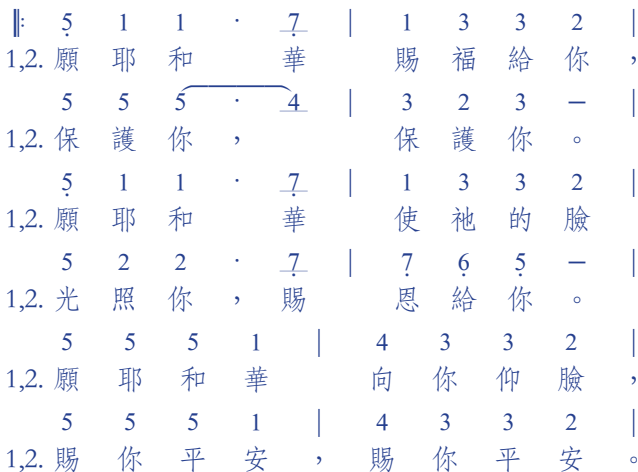 ‖: 5̣ 1 1 · 7̣ | 1 3 3 2 |
1,2. 願 耶 和 華 賜 福 給 你 ，
5 5 5 · 4 | 3 2 3 — |
1,2. 保 護 你 ， 保 護 你 。
5̣ 1 1 · 7̣ | 1 3 3 2 |
1,2. 願 耶 和 華 使 祂 的 臉
5 2 2 · 7̣ | 7̣ 6̣ 5̣ — |
1,2. 光 照 你 ， 賜 恩 給 你 。
5 5 5 1 | 4 3 3 2 |
1,2. 願 耶 和 華 向 你 仰 臉 ，
5 5 5 1 | 4 3 3 2 |
1,2. 賜 你 平 安 ， 賜 你 平 安 。